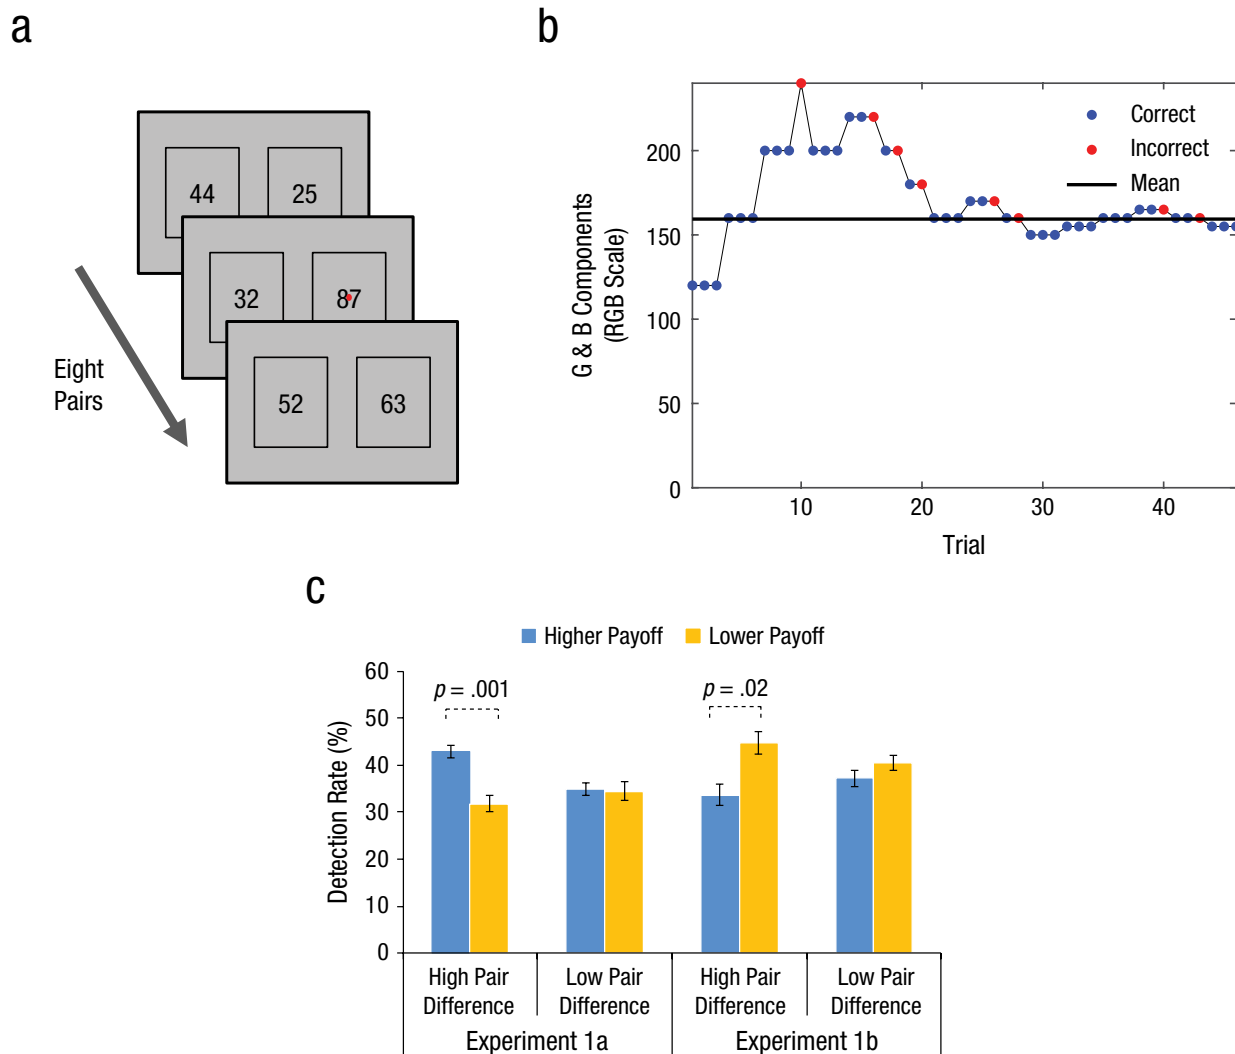 a
44 25
32 87
52 63
Eight
Pairs
b
G & B Components
(RGB Scale)
200
150
100
50
0
10 20 30 40
Trial
Correct
Incorrect
Mean
c
Higher Payoff Lower Payoff
Detection Rate (%)
60
50
40
30
20
10
0
p = .001
p = .02
High Pair
Difference
Low Pair
Difference
High Pair
Difference
Low Pair
Difference
Experiment 1a
Experiment 1b